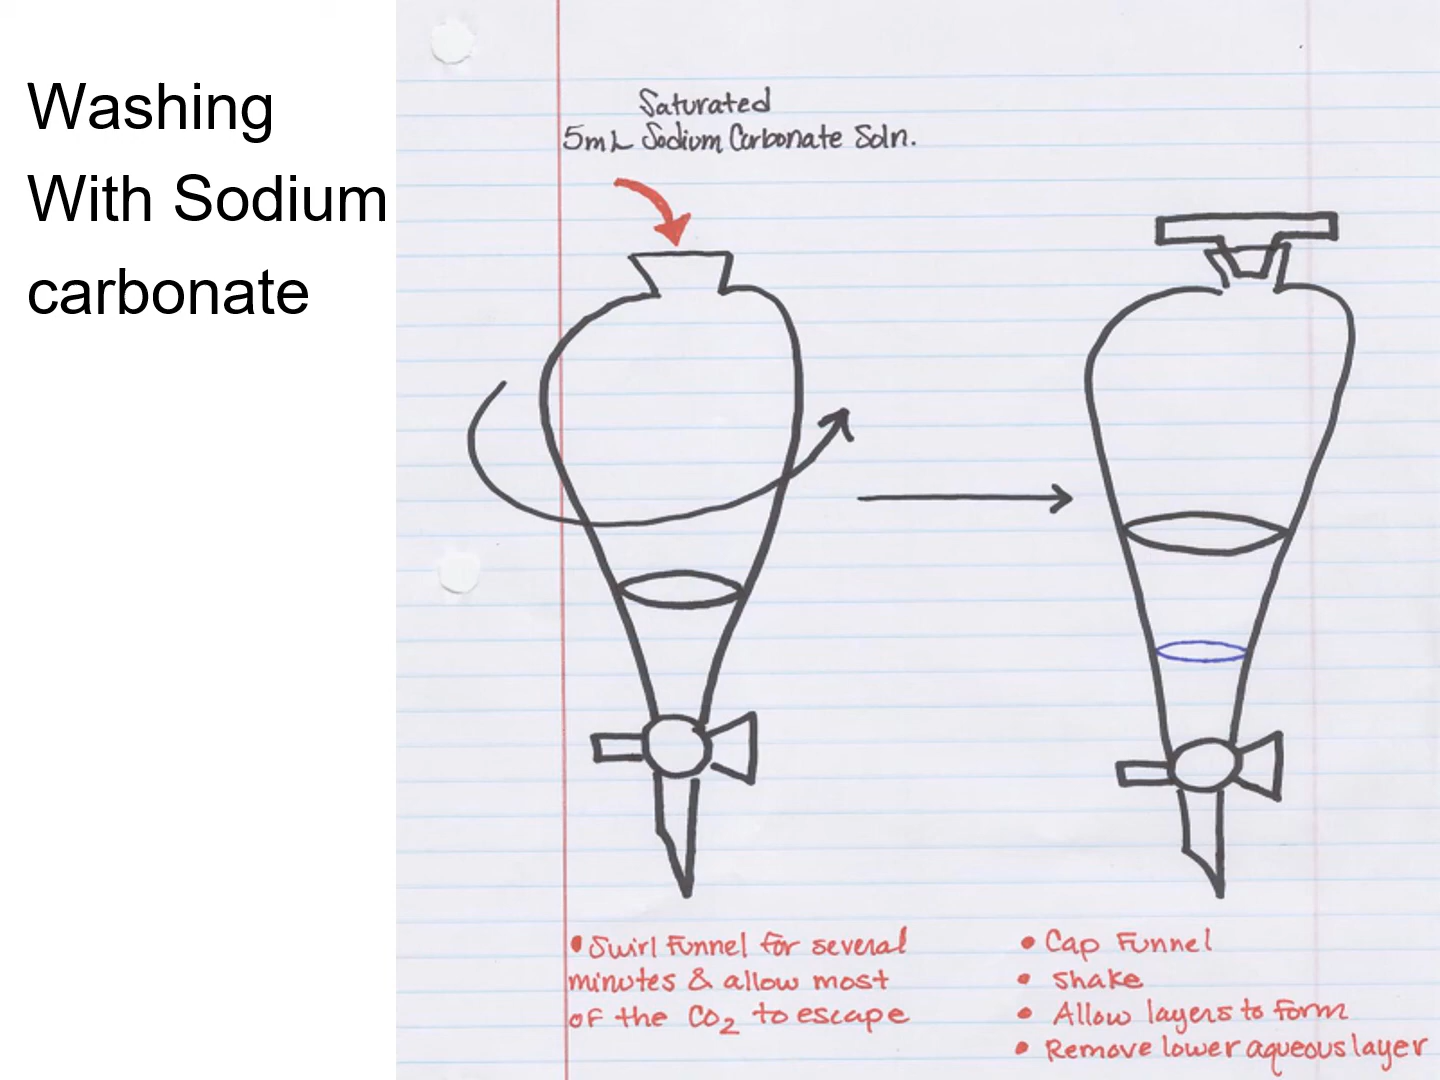 Washing
With Sodium
carbonate
Saturated
5mL Sodium Carbonate Soln.
• Swirl Funnel for several
minutes & allow most
of the CO₂ to escape
• Cap Funnel
• Shake
• Allow layers to form
• Remove lower aqueous layer